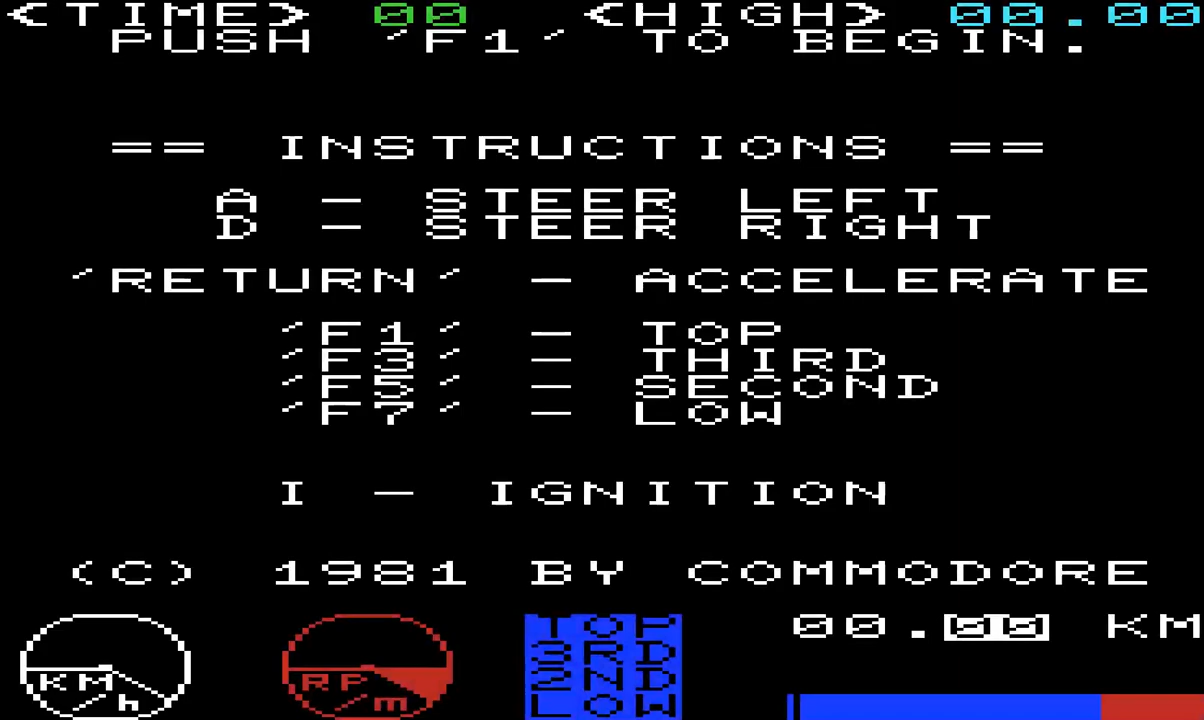 <TIME> 00 <HIGH> 00.00
PUSH 'F1' TO BEGIN.
== INSTRUCTIONS ==
A - STEER LEFT
D - STEER RIGHT
'RETURN' - ACCELERATE
'F1' - TOP
'F3' - THIRD
'F5' - SECOND
'F7' - LOW
I - IGNITION
(C) 1981 BY COMMODORE
KM/h
RP/m
TOP
3RD
2ND
LOW
00.00 KM